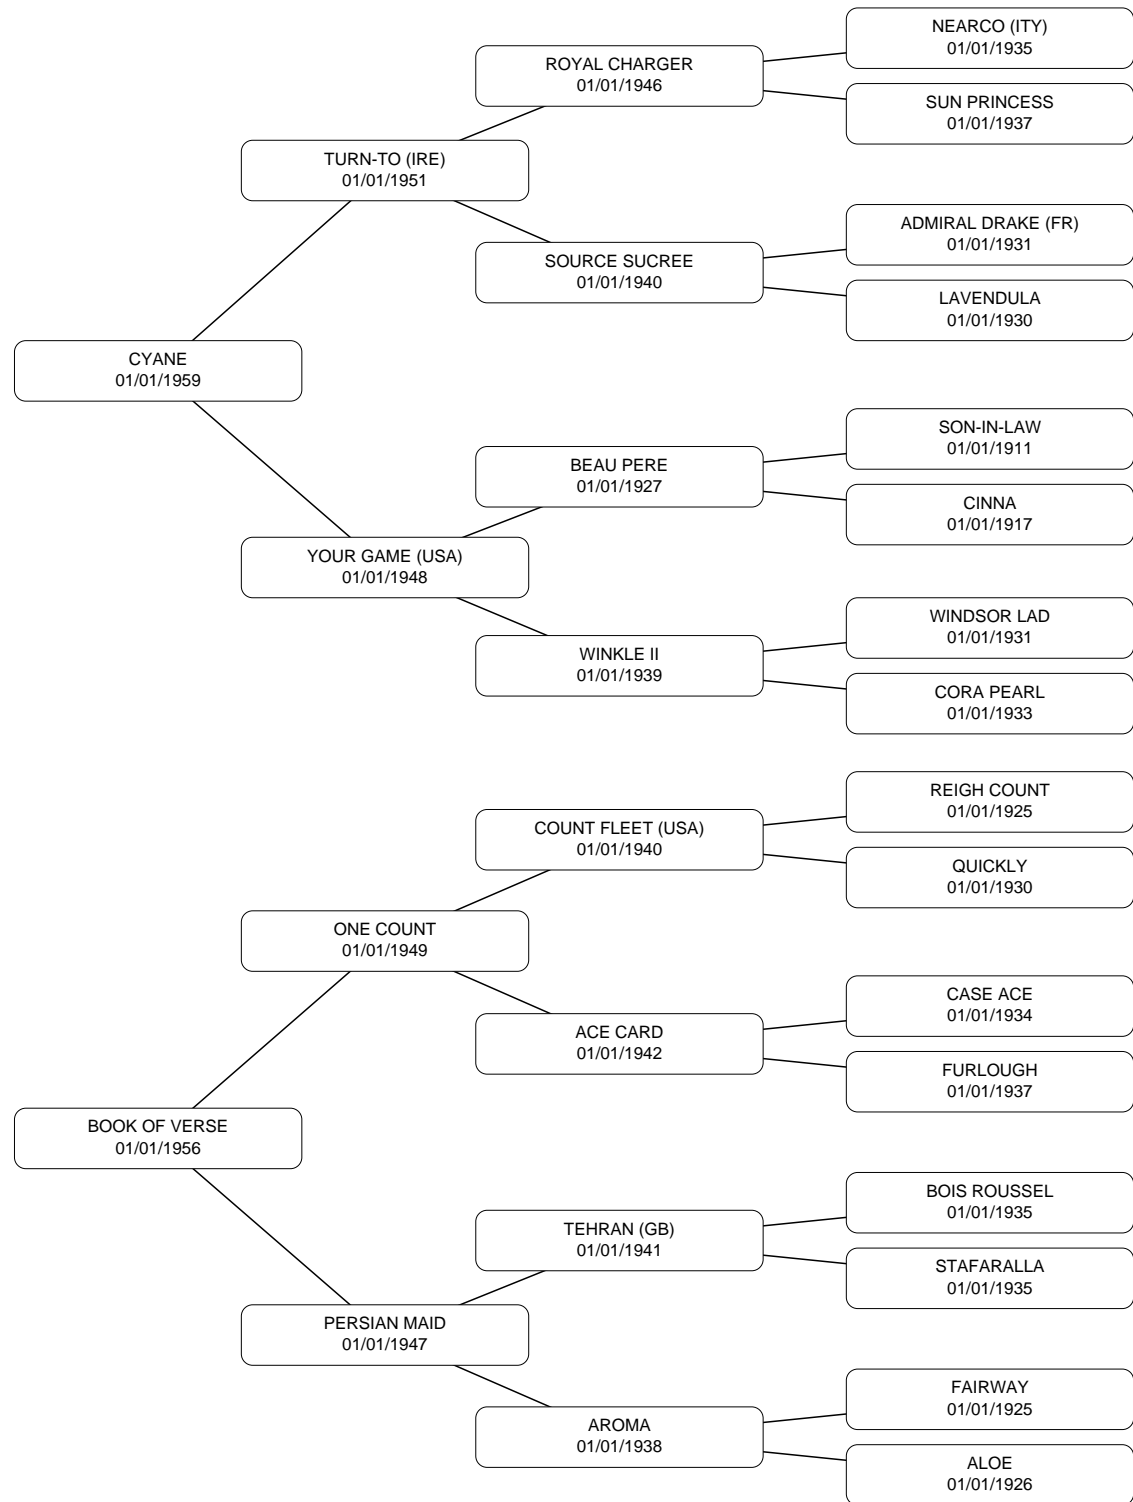 NEARCO (ITY)
01/01/1935
ROYAL CHARGER
01/01/1946
SUN PRINCESS
01/01/1937
TURN-TO (IRE)
01/01/1951
ADMIRAL DRAKE (FR)
01/01/1931
SOURCE SUCREE
01/01/1940
LAVENDULA
01/01/1930
CYANE
01/01/1959
SON-IN-LAW
01/01/1911
BEAU PERE
01/01/1927
CINNA
01/01/1917
YOUR GAME (USA)
01/01/1948
WINDSOR LAD
01/01/1931
WINKLE II
01/01/1939
CORA PEARL
01/01/1933
REIGH COUNT
01/01/1925
COUNT FLEET (USA)
01/01/1940
QUICKLY
01/01/1930
ONE COUNT
01/01/1949
CASE ACE
01/01/1934
ACE CARD
01/01/1942
FURLOUGH
01/01/1937
BOOK OF VERSE
01/01/1956
BOIS ROUSSEL
01/01/1935
TEHRAN (GB)
01/01/1941
STAFARALLA
01/01/1935
PERSIAN MAID
01/01/1947
FAIRWAY
01/01/1925
AROMA
01/01/1938
ALOE
01/01/1926